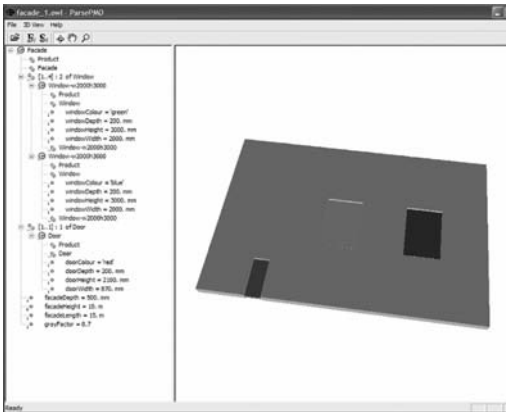 facade_1.owl - ParsePMO
File 3D View Help
Facade
Product
Facade
[1..4] : 2 of Window
Window-w2000h3000
Product
Window
windowColour = 'green'
windowDepth = 200. mm
windowHeight = 3000. mm
windowWidth = 2000. mm
Window-w2000h3000
Window-w2000h3000
Product
Window
windowColour = 'blue'
windowDepth = 200. mm
windowHeight = 3000. mm
windowWidth = 2000. mm
Window-w2000h3000
[1..1] : 1 of Door
Door
Product
Door
doorColour = 'red'
doorDepth = 200. mm
doorHeight = 2100. mm
doorWidth = 870. mm
facadeDepth = 500. mm
facadeHeight = 10. m
facadeLength = 15. m
grayFactor = 0.7
Ready